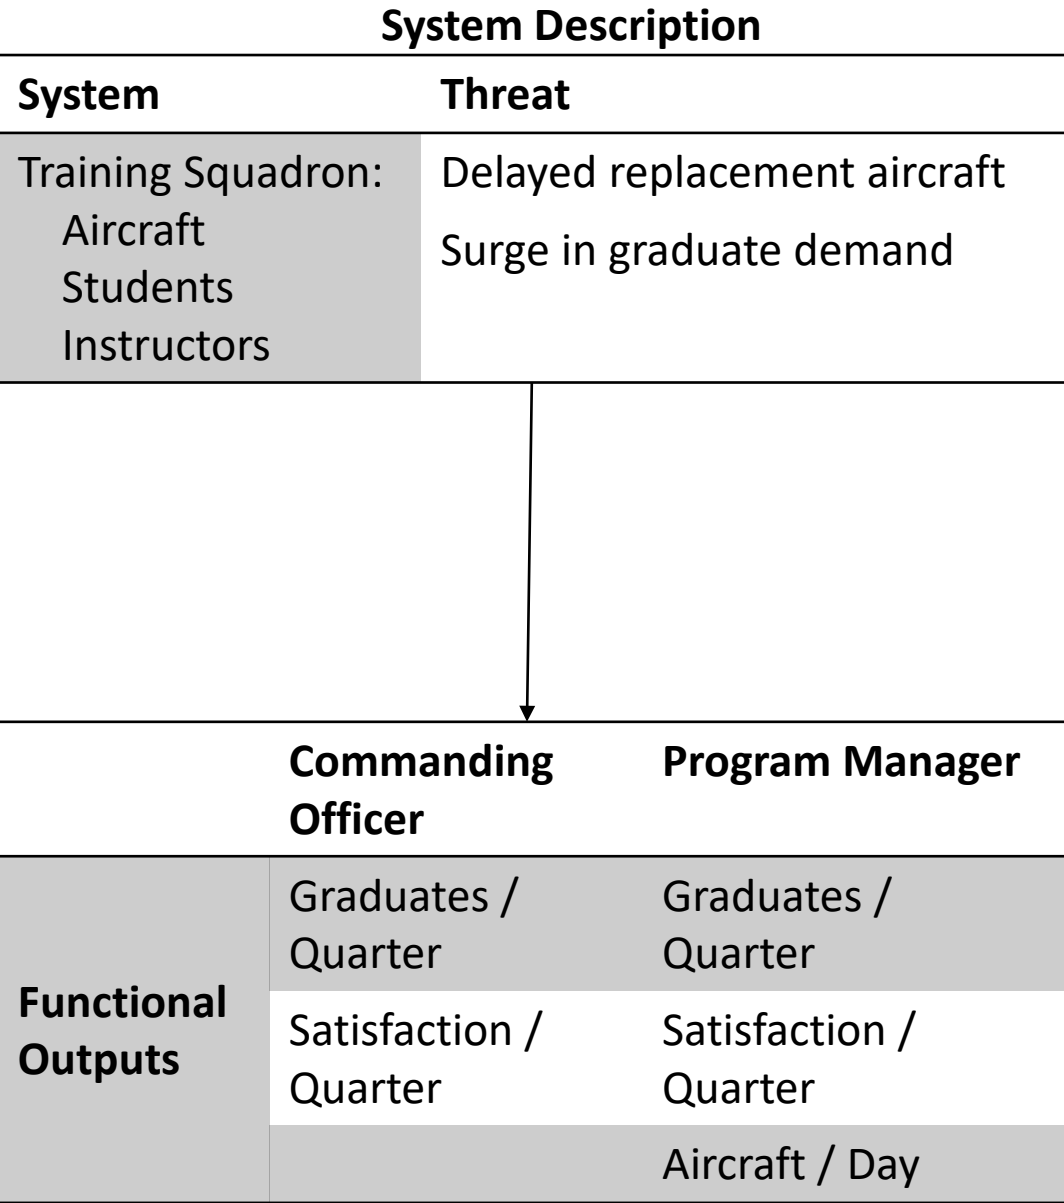 System Description
System Threat
Training Squadron: Delayed replacement aircraft
Aircraft Surge in graduate demand
Students
Instructors
Commanding Program Manager
Officer
Graduates / Graduates /
Quarter Quarter
Functional
Outputs
Satisfaction / Satisfaction /
Quarter Quarter
Aircraft / Day